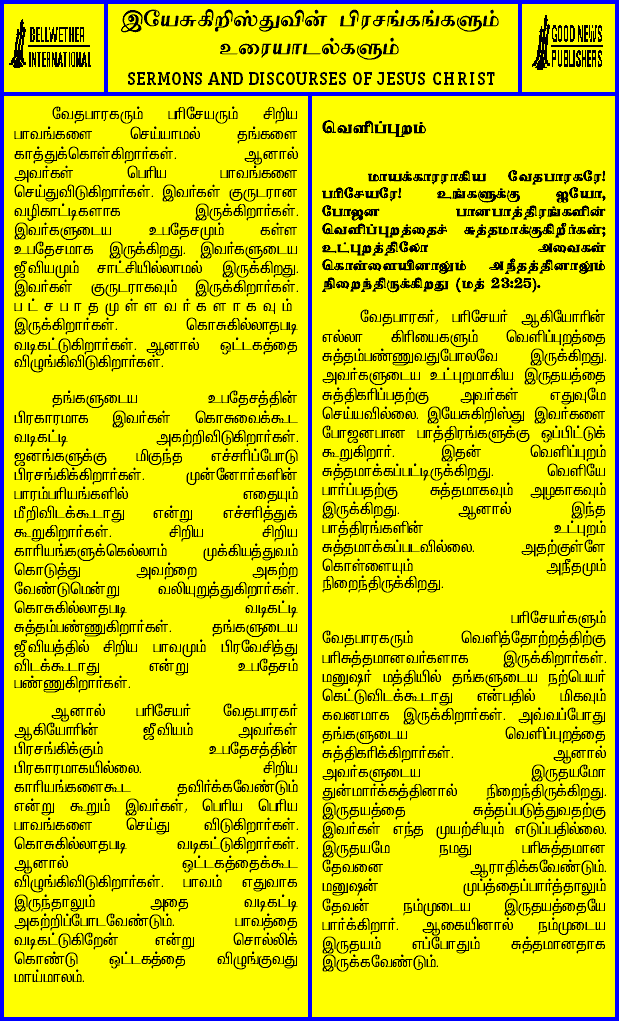 BELLWETHER
INTERNATIONAL
இயேசுகிறிஸ்துவின் பிரசங்கங்களும்
உரையாடல்களும்
SERMONS AND DISCOURSES OF JESUS CHRIST
GOOD NEWS
PUBLISHERS
வேதபாரகரும் பரிசேயரும் சிறிய
பாவங்களை செய்யாமல் தங்களை
காத்துக்கொள்கிறார்கள். ஆனால்
அவர்கள் பெரிய பாவங்களை
செய்துவிடுகிறார்கள். இவர்கள் குருடரான
வழிகாட்டிகளாக இருக்கிறார்கள்.
இவர்களுடைய உபதேசமும் கள்ள
உபதேசமாக இருக்கிறது. இவர்களுடைய
ஜீவியமும் சாட்சியில்லாமல் இருக்கிறது.
இவர்கள் குருடராகவும் இருக்கிறார்கள்.
பட்சபாதமுள்ளவர்களாகவும்
இருக்கிறார்கள். கொசுகில்லாதபடி
வடிகட்டுகிறார்கள். ஆனால் ஒட்டகத்தை
விழுங்கிவிடுகிறார்கள்.
தங்களுடைய உபதேசத்தின்
பிரகாரமாக இவர்கள் கொசுவைக்கூட
வடிகட்டி அகற்றிவிடுகிறார்கள்.
ஜனங்களுக்கு மிகுந்த எச்சரிப்போடு
பிரசங்கிக்கிறார்கள். முன்னோர்களின்
பாரம்பரியங்களில் எதையும்
மீறிவிடக்கூடாது என்று எச்சரித்துக்
கூறுகிறார்கள். சிறிய சிறிய
காரியங்களுக்கெல்லாம் முக்கியத்துவம்
கொடுத்து அவற்றை அகற்ற
வேண்டுமென்று வலியுறுத்துகிறார்கள்.
கொசுகில்லாதபடி வடிகட்டி
சுத்தம்பண்ணுகிறார்கள். தங்களுடைய
ஜீவியத்தில் சிறிய பாவமும் பிரவேசித்து
விடக்கூடாது என்று உபதேசம்
பண்ணுகிறார்கள்.
ஆனால் பரிசேயர் வேதபாரகர்
ஆகியோரின் ஜீவியம் அவர்கள்
பிரசங்கிக்கும் உபதேசத்தின்
பிரகாரமாகயில்லை. சிறிய
காரியங்களைகூட தவிர்க்கவேண்டும்
என்று கூறும் இவர்கள், பெரிய பெரிய
பாவங்களை செய்து விடுகிறார்கள்.
கொசுகில்லாதபடி வடிகட்டுகிறார்கள்.
ஆனால் ஒட்டகத்தைக்கூட
விழுங்கிவிடுகிறார்கள். பாவம் எதுவாக
இருந்தாலும் அதை வடிகட்டி
அகற்றிப்போடவேண்டும். பாவத்தை
வடிகட்டுகிறேன் என்று சொல்லிக்
கொண்டு ஒட்டகத்தை விழுங்குவது
மாய்மாலம்.
வெளிப்புறம்
மாயக்காரராகிய வேதபாரகரே!
பரிசேயரே! உங்களுக்கு ஐயோ,
போஜன பானபாத்திரங்களின்
வெளிப்புறத்தைச் சுத்தமாக்குகிறீர்கள்;
உட்புறத்திலோ அவைகள்
கொள்ளையினாலும் அநீதத்தினாலும்
நிறைந்திருக்கிறது (மத் 23:25).
வேதபாரகர், பரிசேயர் ஆகியோரின்
எல்லா கிரியைகளும் வெளிப்புறத்தை
சுத்தம்பண்ணுவதுபோலவே இருக்கிறது.
அவர்களுடைய உட்புறமாகிய இருதயத்தை
சுத்திகரிப்பதற்கு அவர்கள் எதுவுமே
செய்யவில்லை. இயேசுகிறிஸ்து இவர்களை
போஜனபான பாத்திரங்களுக்கு ஒப்பிட்டுக்
கூறுகிறார். இதன் வெளிப்புறம்
சுத்தமாக்கப்பட்டிருக்கிறது. வெளியே
பார்ப்பதற்கு சுத்தமாகவும் அழகாகவும்
இருக்கிறது. ஆனால் இந்த
பாத்திரங்களின் உட்புறம்
சுத்தமாக்கப்படவில்லை. அதற்குள்ளே
கொள்ளையும் அநீதமும்
நிறைந்திருக்கிறது.
பரிசேயர்களும்
வேதபாரகரும் வெளித்தோற்றத்திற்கு
பரிசுத்தமானவர்களாக இருக்கிறார்கள்.
மனுஷர் மத்தியில் தங்களுடைய நற்பெயர்
கெட்டுவிடக்கூடாது என்பதில் மிகவும்
கவனமாக இருக்கிறார்கள். அவ்வப்போது
தங்களுடைய வெளிப்புறத்தை
சுத்திகரிக்கிறார்கள். ஆனால்
அவர்களுடைய இருதயமோ
துன்மார்க்கத்தினால் நிறைந்திருக்கிறது.
இருதயத்தை சுத்தப்படுத்துவதற்கு
இவர்கள் எந்த முயற்சியும் எடுப்பதில்லை.
இருதயமே நமது பரிசுத்தமான
தேவனை ஆராதிக்கவேண்டும்.
மனுஷன் முபத்தைப்பார்த்தாலும்
தேவன் நம்முடைய இருதயத்தையே
பார்க்கிறார். ஆகையினால் நம்முடைய
இருதயம் எப்போதும் சுத்தமானதாக
இருக்கவேண்டும்.